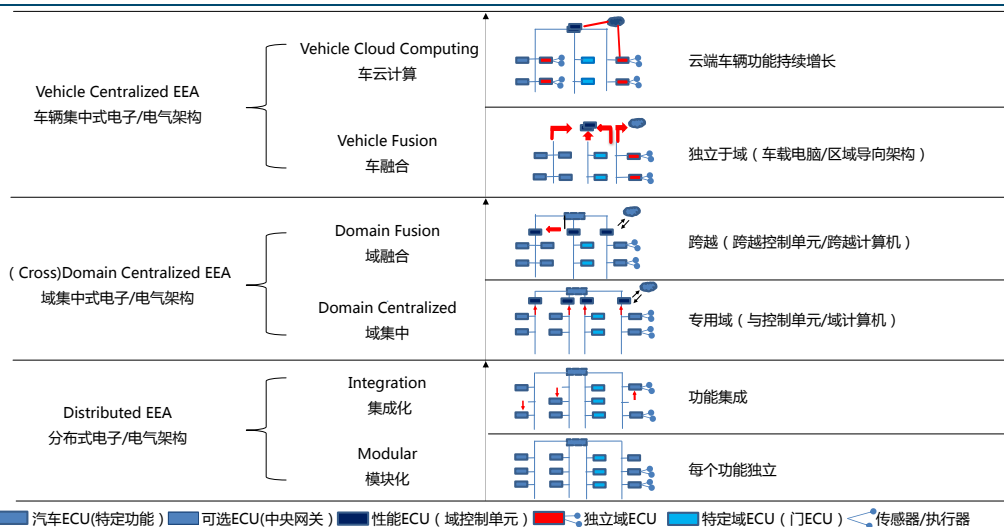 Vehicle Centralized EEA
车辆集中式电子/电气架构
Vehicle Cloud Computing
车云计算
云端车辆功能持续增长
Vehicle Fusion
车融合
独立于域（车载电脑/区域导向架构）
( Cross)Domain Centralized EEA
域集中式电子/电气架构
Domain Fusion
域融合
跨越（跨越控制单元/跨越计算机）
Domain Centralized
域集中
专用域（与控制单元/域计算机）
Distributed EEA
分布式电子/电气架构
Integration
集成化
功能集成
Modular
模块化
每个功能独立
汽车ECU(特定功能） 可选ECU(中央网关） 性能ECU（域控制单元） 独立域ECU 特定域ECU（门ECU） 传感器/执行器